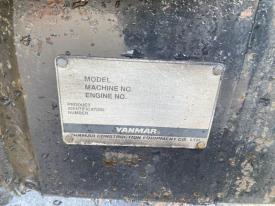 MODEL
MACHINE NO.
ENGINE NO.
PRODUCT
IDENTIFICATION
NUMBER
YANMAR
YANMAR CONSTRUCTION EQUIPMENT CO., LTD.